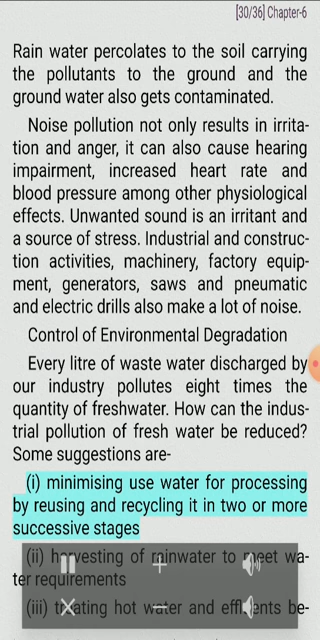 [30/36] Chapter-6
Rain water percolates to the soil carrying
the pollutants to the ground and the
ground water also gets contaminated.
Noise pollution not only results in irrita-
tion and anger, it can also cause hearing
impairment, increased heart rate and
blood pressure among other physiological
effects. Unwanted sound is an irritant and
a source of stress. Industrial and construc-
tion activities, machinery, factory equip-
ment, generators, saws and pneumatic
and electric drills also make a lot of noise.
Control of Environmental Degradation
Every litre of waste water discharged by
our industry pollutes eight times the
quantity of freshwater. How can the indus-
trial pollution of fresh water be reduced?
Some suggestions are-
(i) minimising use water for processing
by reusing and recycling it in two or more
successive stages
(ii) harvesting of rainwater to meet wa-
ter requirements
(iii) treating hot water and effluents be-